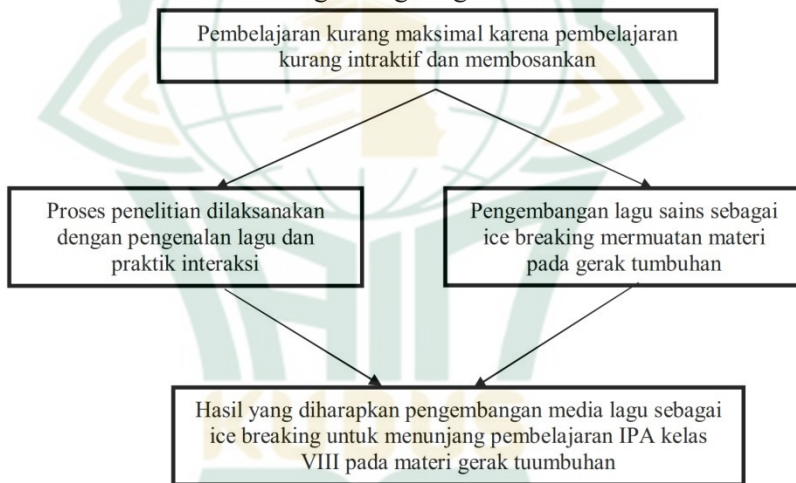 Pembelajaran kurang maksimal karena pembelajaran
kurang intraktif dan membosankan
Proses penelitian dilaksanakan
dengan pengenalan lagu dan
praktik interaksi
Pengembangan lagu sains sebagai
ice breaking mermuatan materi
pada gerak tumbuhan
Hasil yang diharapkan pengembangan media lagu sebagai
ice breaking untuk menunjang pembelajaran IPA kelas
VIII pada materi gerak tuumbuhan
KUDUS